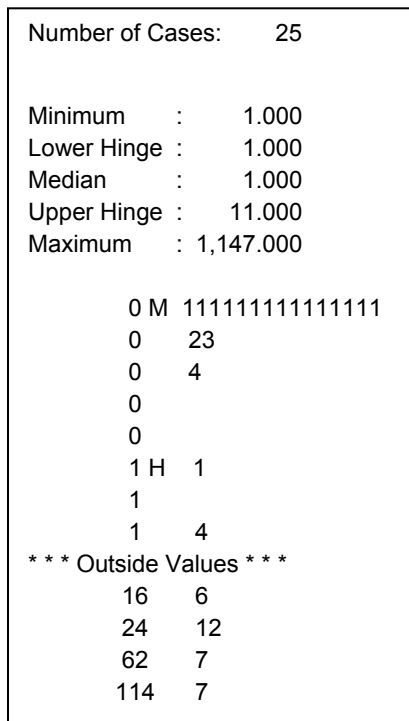 Number of Cases: 25
Minimum : 1.000
Lower Hinge : 1.000
Median : 1.000
Upper Hinge : 11.000
Maximum : 1,147.000
0 M 111111111111111
0 23
0 4
0
0
1 H 1
1
1 4
* * * Outside Values * * *
16 6
24 12
62 7
114 7